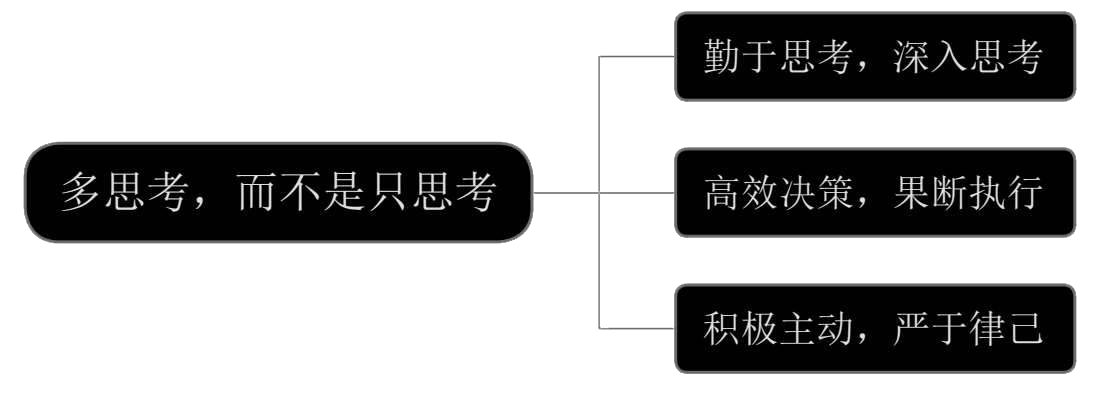 多思考，而不是只思考
勤于思考，深入思考
高效决策，果断执行
积极主动，严于律己